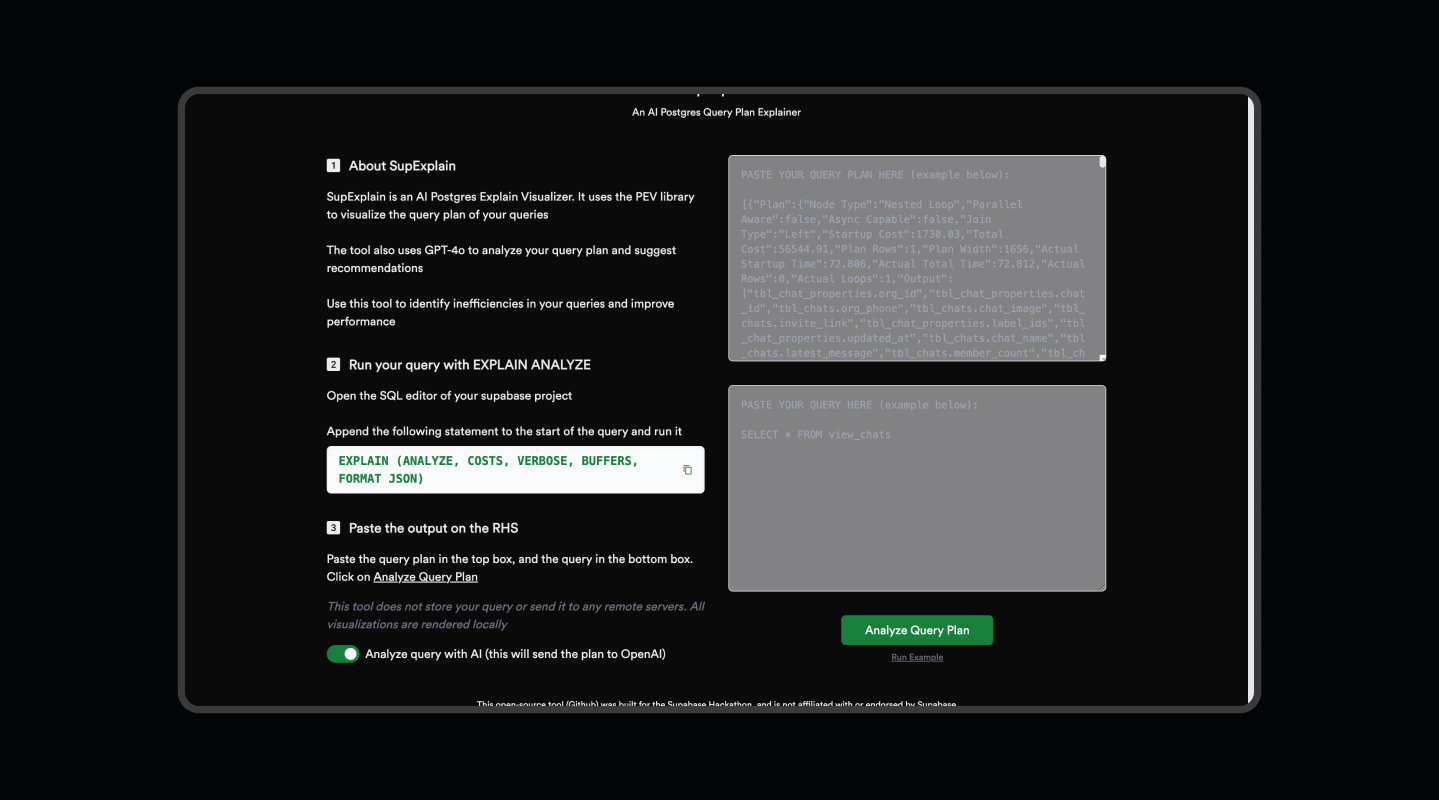 An AI Postgres Query Plan Explainer
1 About SupExplain
SupExplain is an AI Postgres Explain Visualizer. It uses the PEV library
to visualize the query plan of your queries
The tool also uses GPT-4o to analyze your query plan and suggest
recommendations
Use this tool to identify inefficiencies in your queries and improve
performance
2 Run your query with EXPLAIN ANALYZE
Open the SQL editor of your supabase project
Append the following statement to the start of the query and run it
EXPLAIN (ANALYZE, COSTS, VERBOSE, BUFFERS,
FORMAT JSON)
3 Paste the output on the RHS
Paste the query plan in the top box, and the query in the bottom box.
Click on Analyze Query Plan
This tool does not store your query or send it to any remote servers. All
visualizations are rendered locally
Analyze query with AI (this will send the plan to OpenAI)
PASTE YOUR QUERY PLAN HERE (example below):
[{"Plan":{"Node Type":"Nested Loop","Parallel
Aware":false,"Async Capable":false,"Join
Type":"Left","Startup Cost":1730.03,"Total
Cost":56544.91,"Plan Rows":1,"Plan Width":1656,"Actual
Startup Time":72.806,"Actual Total Time":72.812,"Actual
Rows":0,"Actual Loops":1,"Output":
["tbl_chat_properties.org_id","tbl_chat_properties.chat
_id","tbl_chats.org_phone","tbl_chats.chat_image","tbl_
chats.invite_link","tbl_chat_properties.label_ids","tbl
_chat_properties.updated_at","tbl_chats.chat_name","tbl
_chats.latest_message","tbl_chats.member_count","tbl_ch
PASTE YOUR QUERY HERE (example below):
SELECT * FROM view_chats
Analyze Query Plan
Run Example
This open-source tool (Github) was built for the Supabase Hackathon, and is not affiliated with or endorsed by Supabase